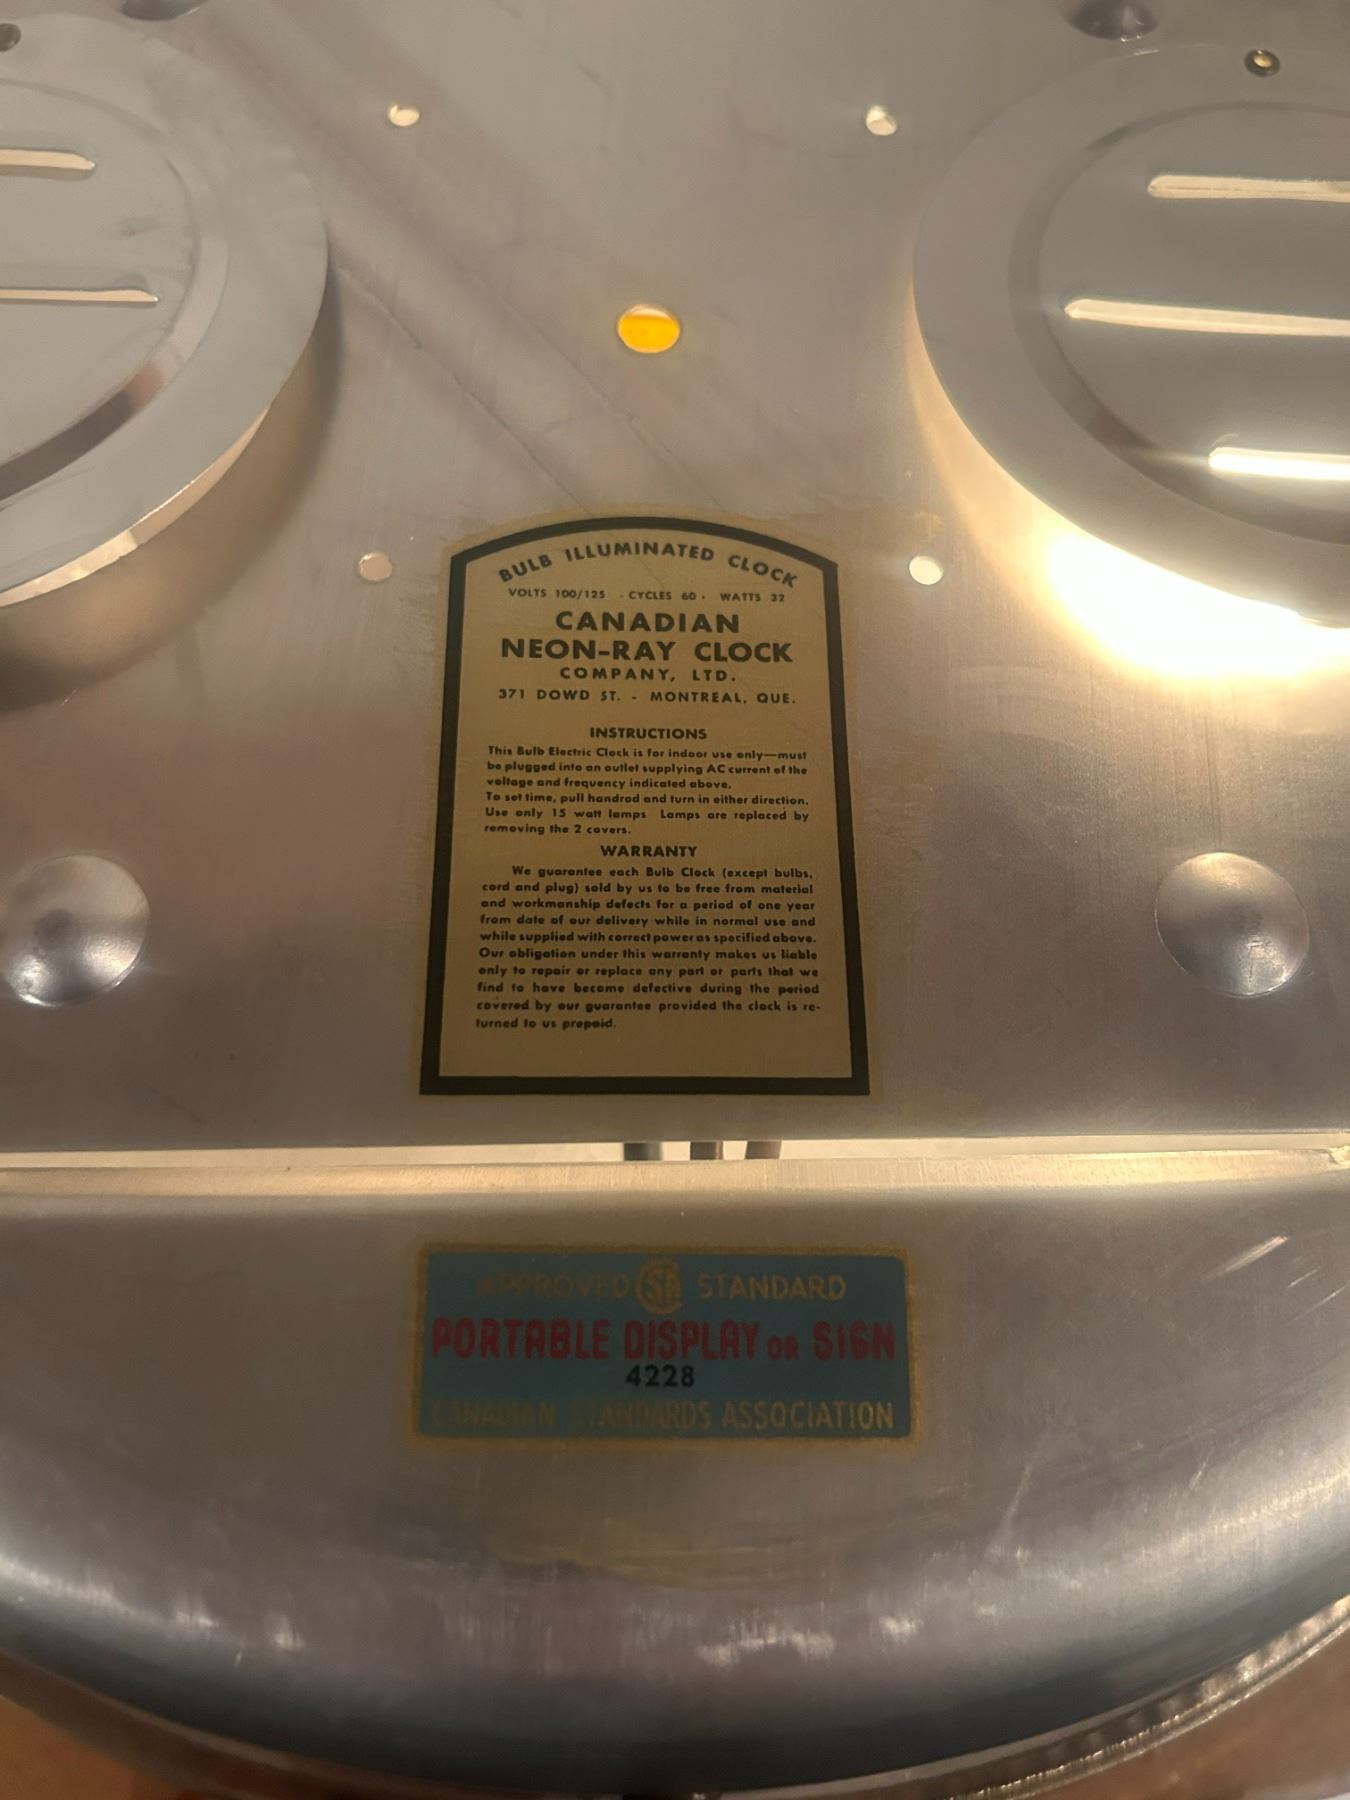 BULB ILLUMINATED CLOCK
VOLTS 100/125 · CYCLES 60 · WATTS 32
CANADIAN
NEON-RAY CLOCK
COMPANY, LTD.
371 DOWD ST. - MONTREAL, QUE.
INSTRUCTIONS
This Bulb Electric Clock is for indoor use only—must
be plugged into an outlet supplying AC current of the
voltage and frequency indicated above,
To set time, pull handrod and turn in either direction.
Use only 15 watt lamps Lamps are replaced by
removing the 2 covers.
WARRANTY
We guarantee each Bulb Clock (except bulbs,
cord and plug) sold by us to be free from material
and workmanship defects for a period of one year
from date of our delivery while in normal use and
while supplied with correct power as specified above.
Our obligation under this warranty makes us liable
only to repair or replace any part or parts that we
find to have become defective during the period
covered by our guarantee provided the clock is re-
turned to us prepaid.
APPROVED SA STANDARD
PORTABLE DISPLAY OR SIGN
4228
CANADIAN STANDARDS ASSOCIATION